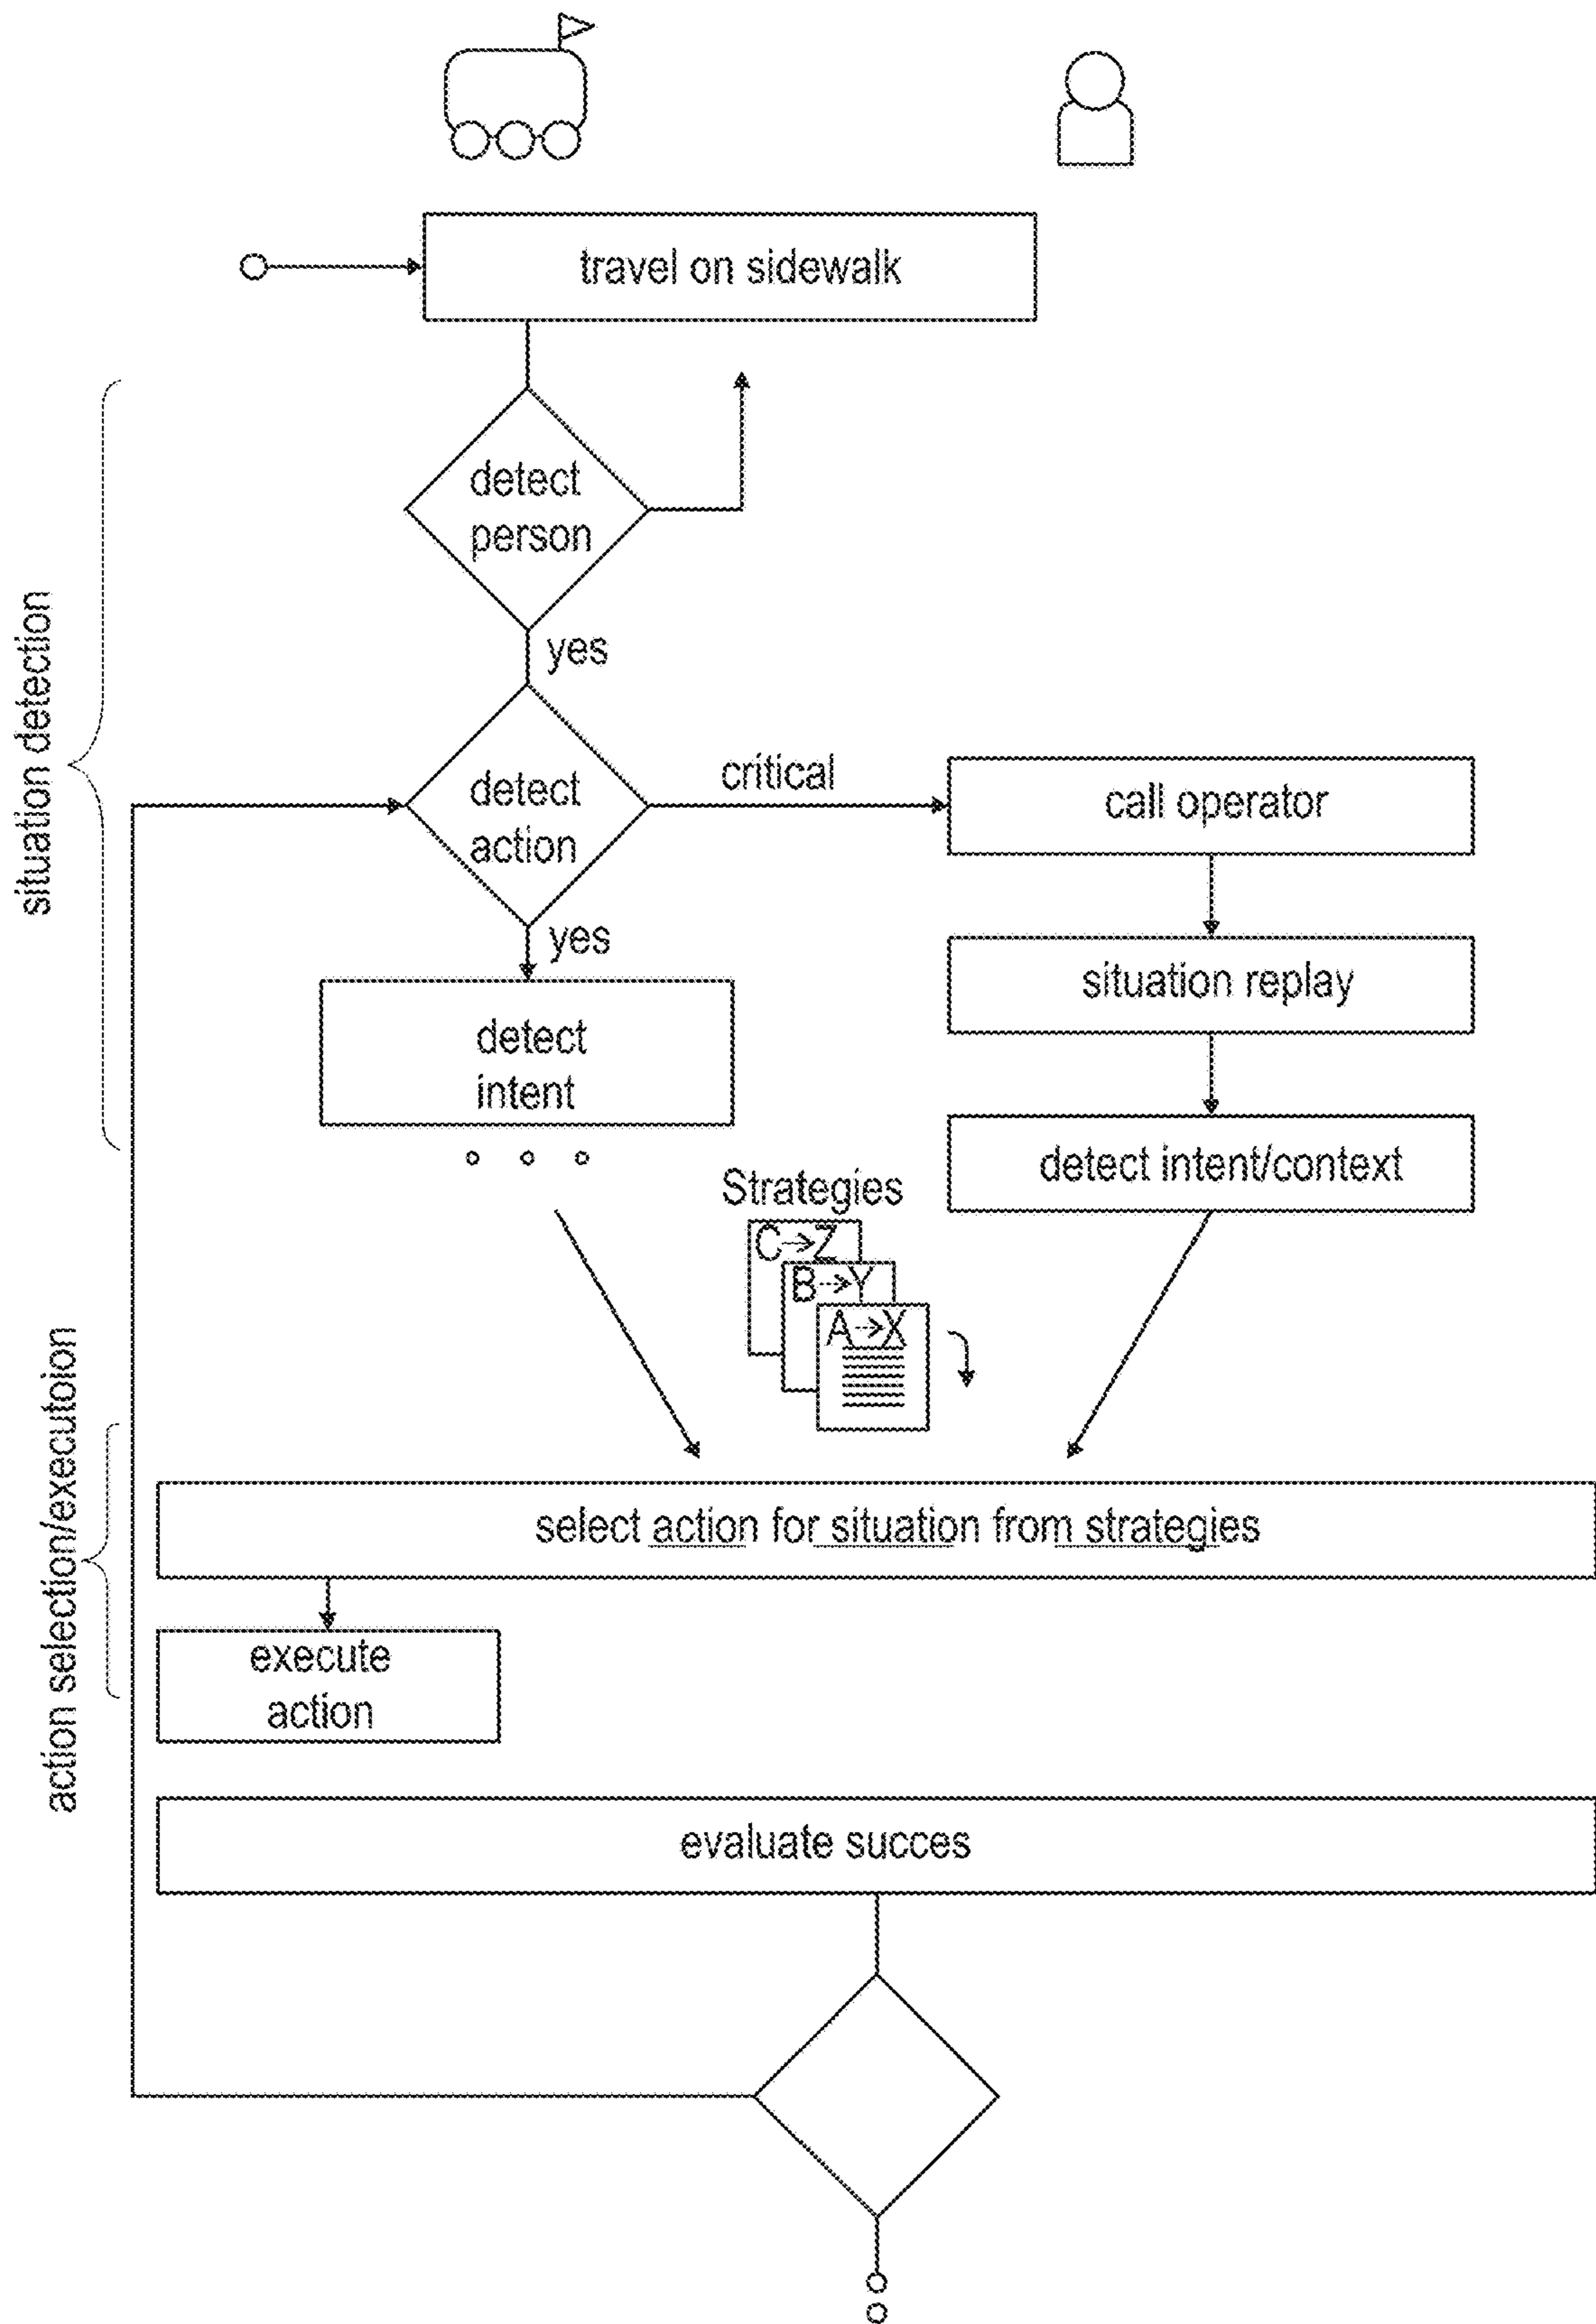 travel on sidewalk
detect
person
yes
situation detection
detect
action
critical
call operator
yes
situation replay
detect
intent
detect intent/context
Strategies
C→Z
B→Y
A→X
action selection/executoion
select action for situation from strategies
execute
action
evaluate succes